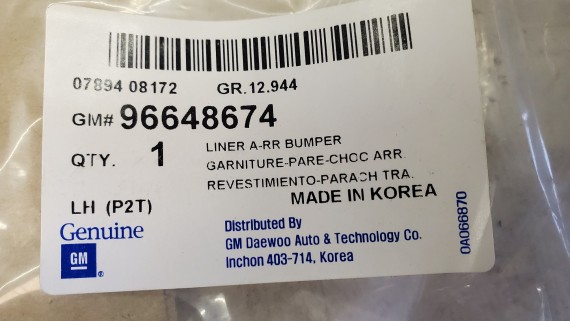 07894 08172 GR.12.944
GM# 96648674
QTY. 1
LINER A-RR BUMPER
GARNITURE-PARE-CHOC ARR.
REVESTIMIENTO-PARACH TRA.
MADE IN KOREA
LH (P2T)
Genuine
GM
®
Distributed By
GM Daewoo Auto & Technology Co.
Inchon 403-714, Korea
0A066870